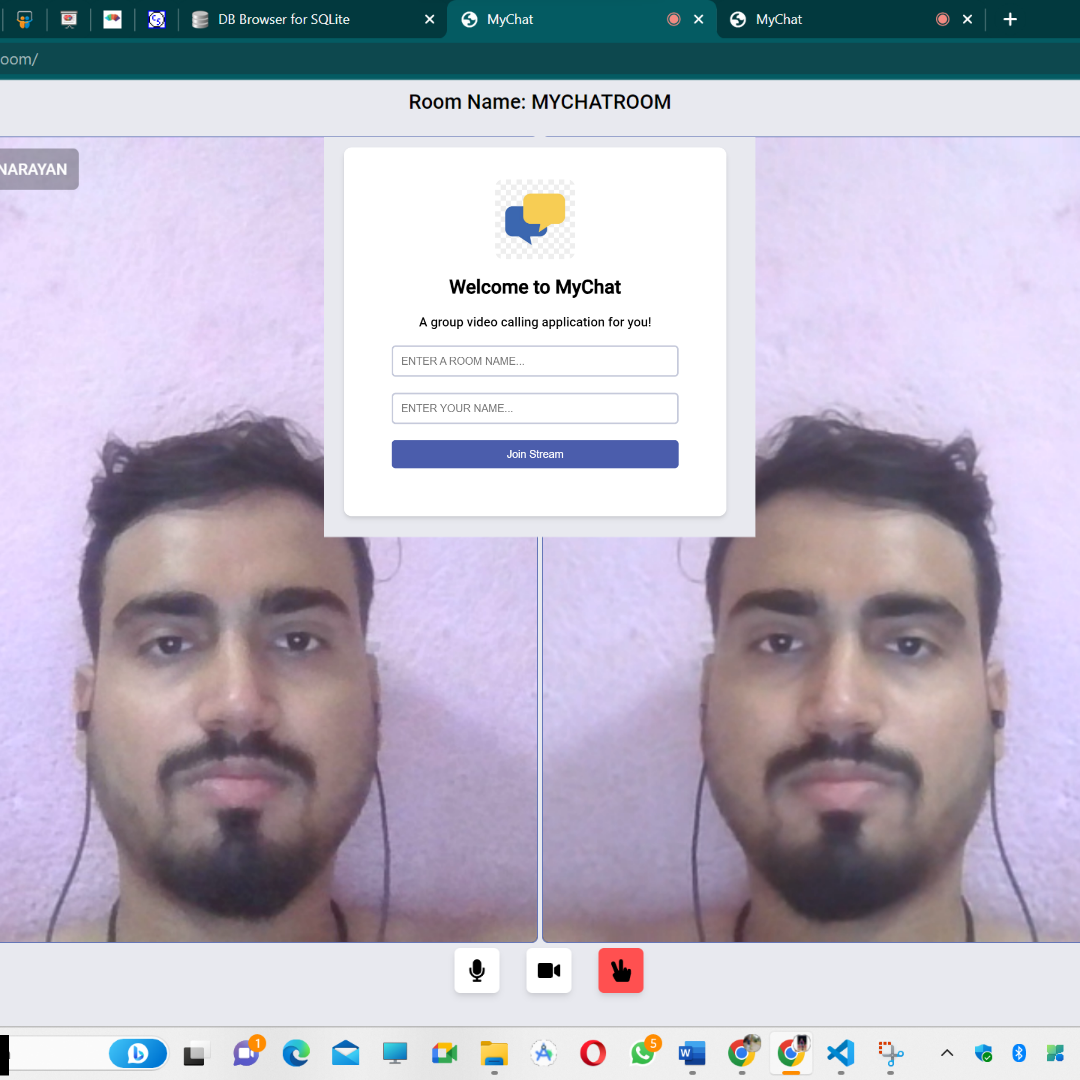 DB Browser for SQLite
MyChat
MyChat
oom/
Room Name: MYCHATROOM
NARAYAN
Welcome to MyChat
A group video calling application for you!
ENTER A ROOM NAME...
ENTER YOUR NAME...
Join Stream
1
5